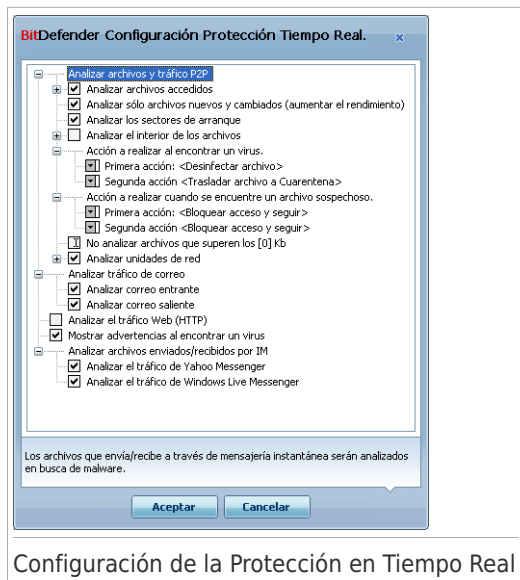 BitDefender Configuración Protección Tiempo Real.
Analizar archivos y tráfico P2P
Analizar archivos accedidos
Analizar sólo archivos nuevos y cambiados (aumentar el rendimiento)
Analizar los sectores de arranque
Analizar el interior de los archivos
Acción a realizar al encontrar un virus.
Primera acción: <Desinfectar archivo>
Segunda acción <Trasladar archivo a Cuarentena>
Acción a realizar cuando se encuentre un archivo sospechoso.
Primera acción: <Bloquear acceso y seguir>
Segunda acción <Bloquear acceso y seguir>
No analizar archivos que superen los [0] Kb
Analizar unidades de red
Analizar tráfico de correo
Analizar correo entrante
Analizar correo saliente
Analizar el tráfico Web (HTTP)
Mostrar advertencias al encontrar un virus
Analizar archivos enviados/recibidos por IM
Analizar el tráfico de Yahoo Messenger
Analizar el tráfico de Windows Live Messenger
Los archivos que envía/recibe a través de mensajería instantánea serán analizados
en busca de malware.
Aceptar Cancelar
Configuración de la Protección en Tiempo Real